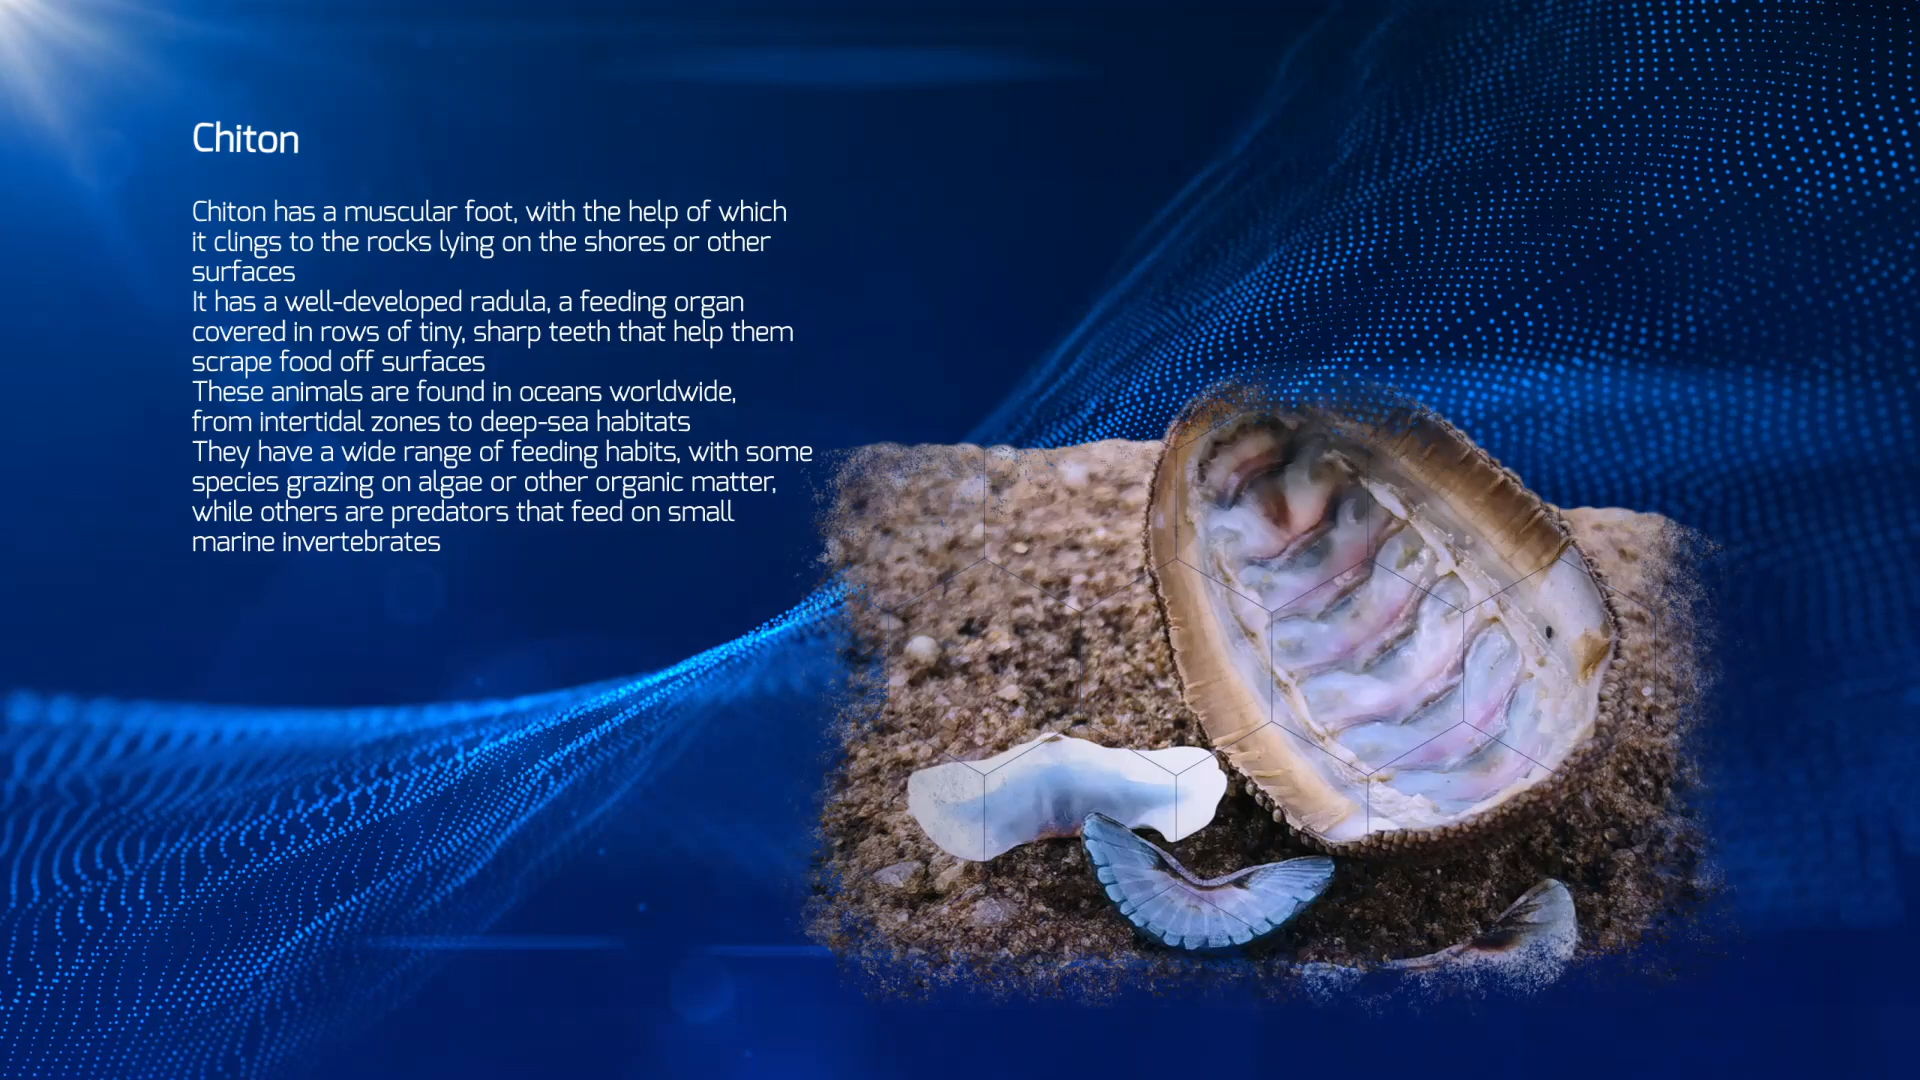 Chiton
Chiton has a muscular foot, with the help of which
it clings to the rocks lying on the shores or other
surfaces
It has a well-developed radula, a feeding organ
covered in rows of tiny, sharp teeth that help them
scrape food off surfaces
These animals are found in oceans worldwide,
from intertidal zones to deep-sea habitats
They have a wide range of feeding habits, with some
species grazing on algae or other organic matter,
while others are predators that feed on small
marine invertebrates